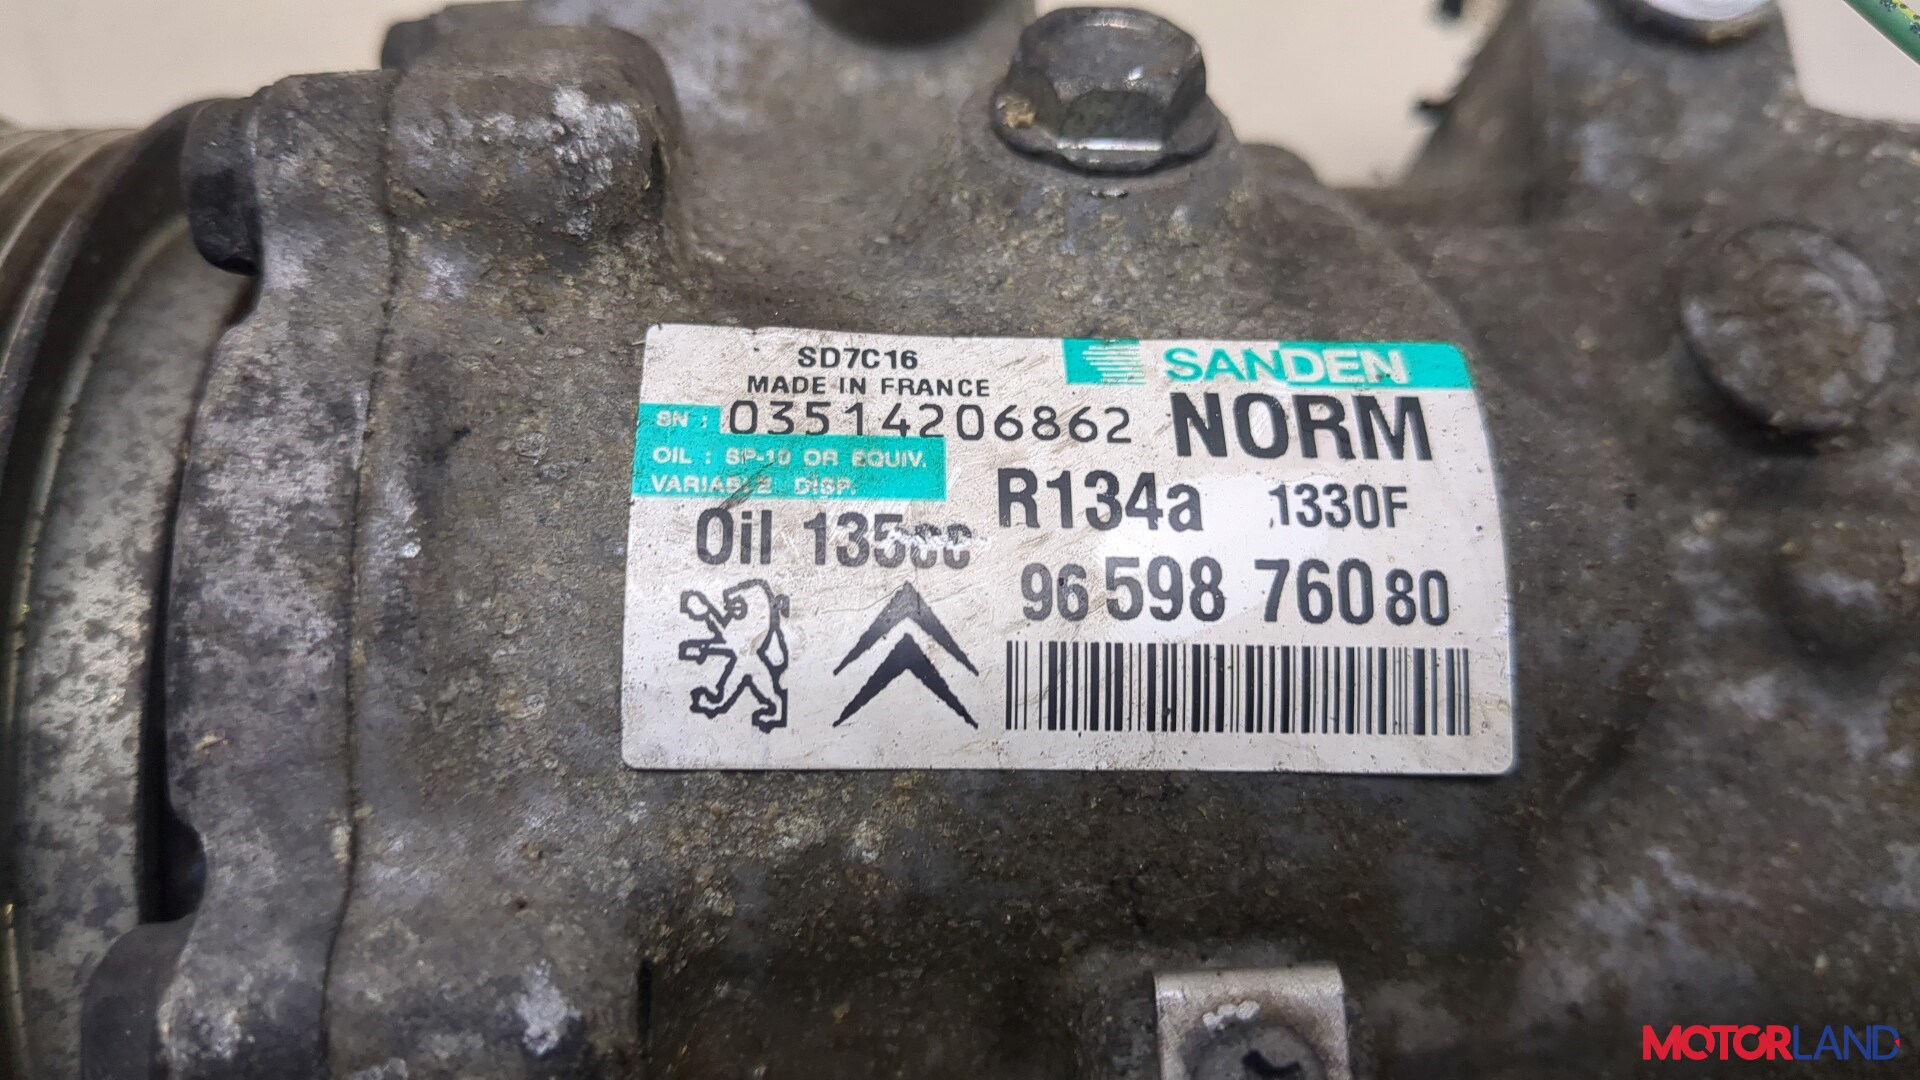 SD7C16
MADE IN FRANCE
SANDEN
SN : 03514206862
NORM
OIL : SP-10 OR EQUIV.
VARIABLE DISP.
R134a 1330F
Oil 135cc
96 598 760 80
MOTORLAND